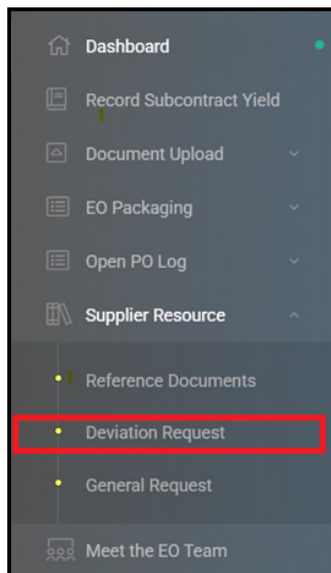 Dashboard
Record Subcontract Yield
Document Upload
EO Packaging
Open PO Log
Supplier Resource
Reference Documents
Deviation Request
General Request
Meet the EO Team